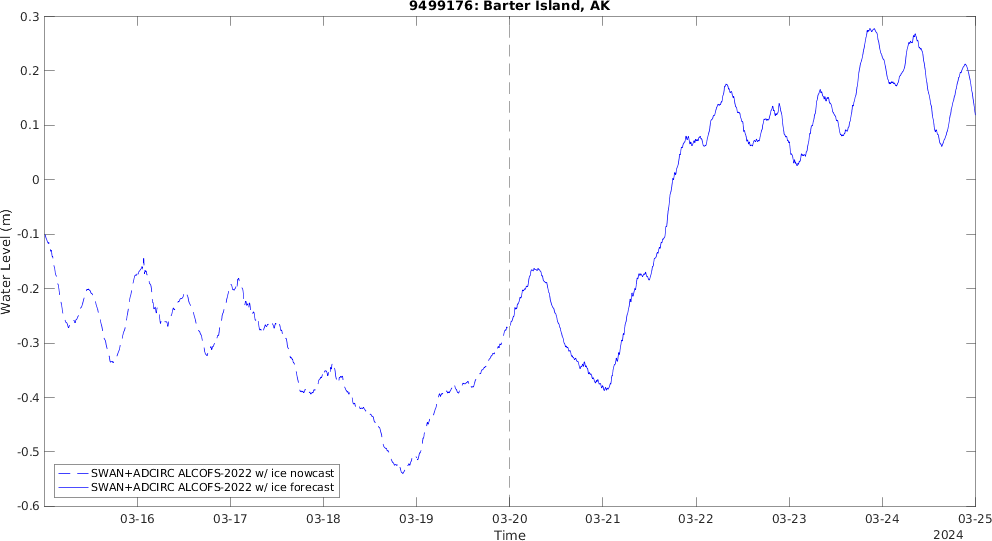 9499176: Barter Island, AK
0.3
0.2
0.1
0
-0.1
-0.2
-0.3
-0.4
-0.5
-0.6
Water Level (m)
SWAN+ADCIRC ALCOFS-2022 w/ ice nowcast
SWAN+ADCIRC ALCOFS-2022 w/ ice forecast
03-16 03-17 03-18 03-19 03-20 03-21 03-22 03-23 03-24 03-25
Time
2024